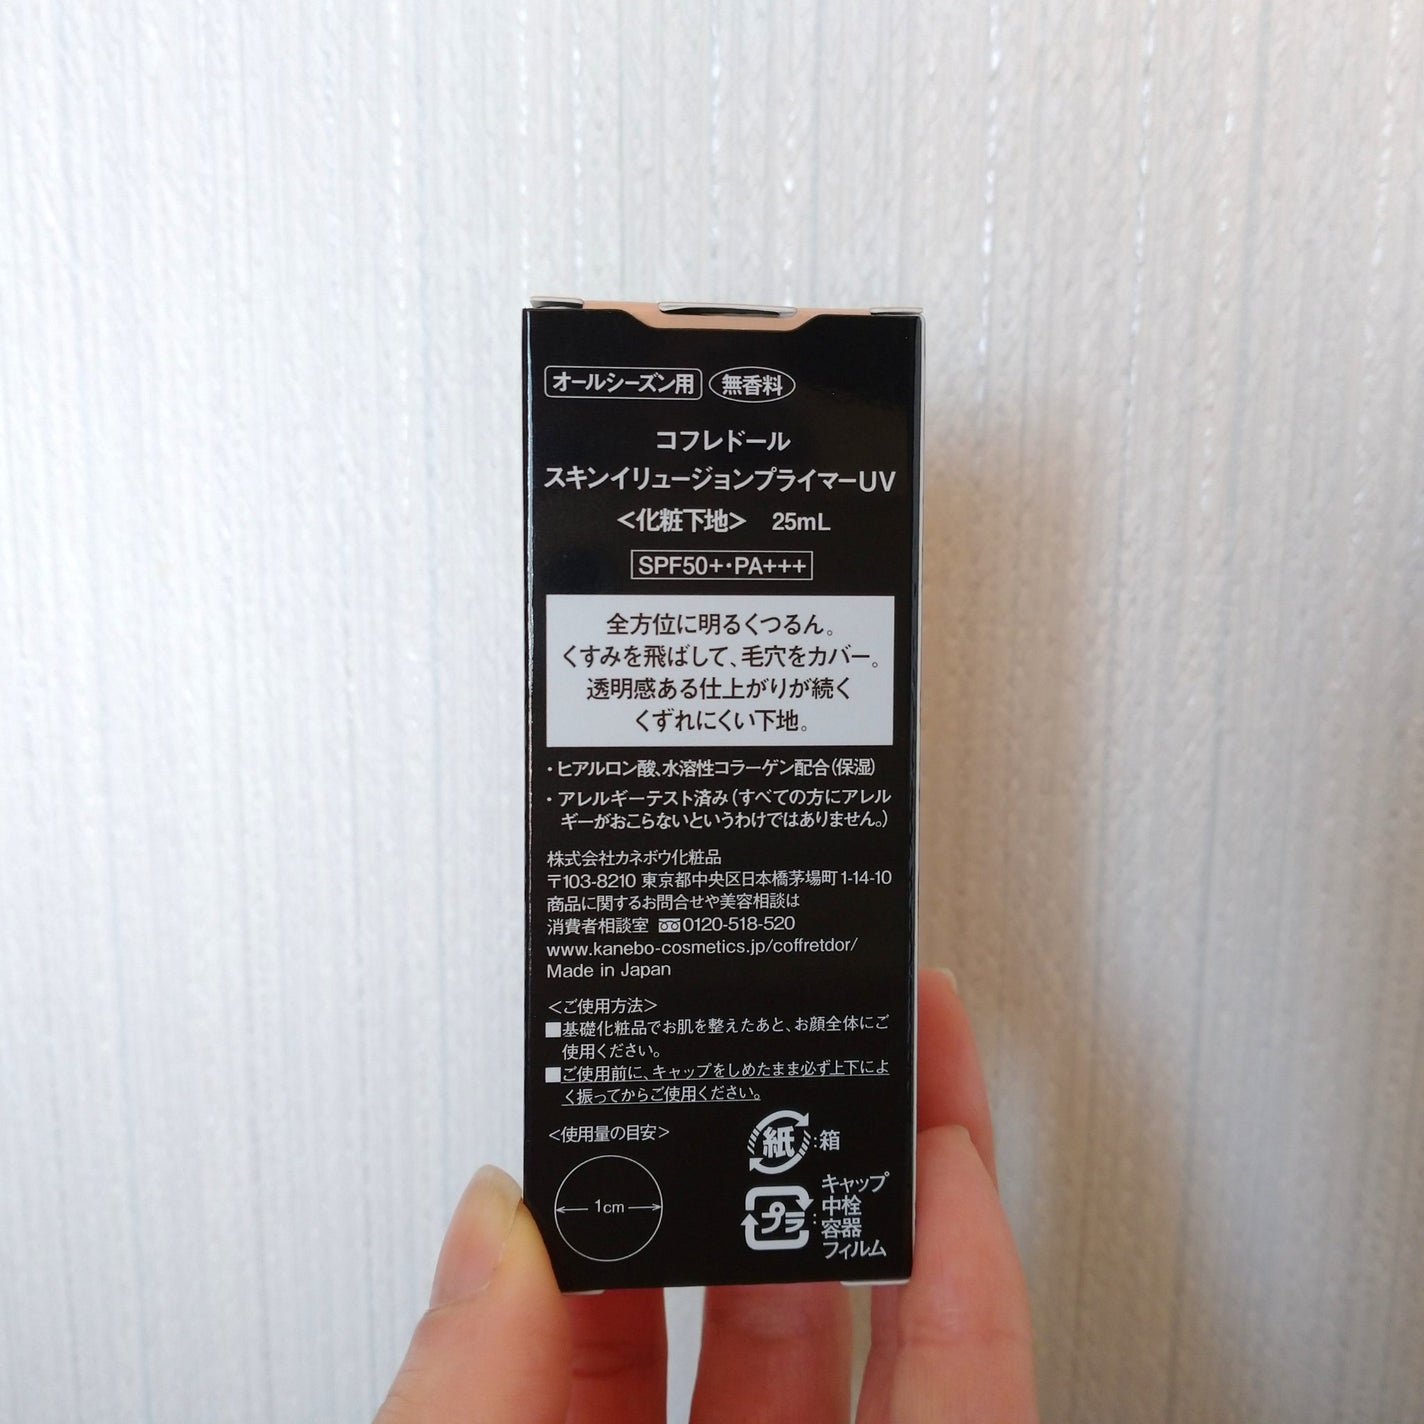 オールシーズン用 無香料
コフレドール
スキンイリュージョンプライマーUV
<化粧下地> 25mL
SPF50+・PA+++
全方位に明るくつるん。
くすみを飛ばして、毛穴をカバー。
透明感ある仕上がりが続く
くずれにくい下地。
・ヒアルロン酸、水溶性コラーゲン配合(保湿)
・アレルギーテスト済み(すべての方にアレル
ギーがおこらないというわけではありません。)
株式会社カネボウ化粧品
〒103-8210 東京都中央区日本橋茅場町1-14-10
商品に関するお問合せや美容相談は
消費者相談室 0120-518-520
www.kanebo-cosmetics.jp/coffretdor/
Made in Japan
<ご使用方法>
■基礎化粧品でお肌を整えたあと、お顔全体にご
使用ください。
■ご使用前に、キャップをしめたまま必ず上下によ
く振ってからご使用ください。
<使用量の目安>
1cm
紙:箱
プラ:キャップ
中栓
容器
フィルム